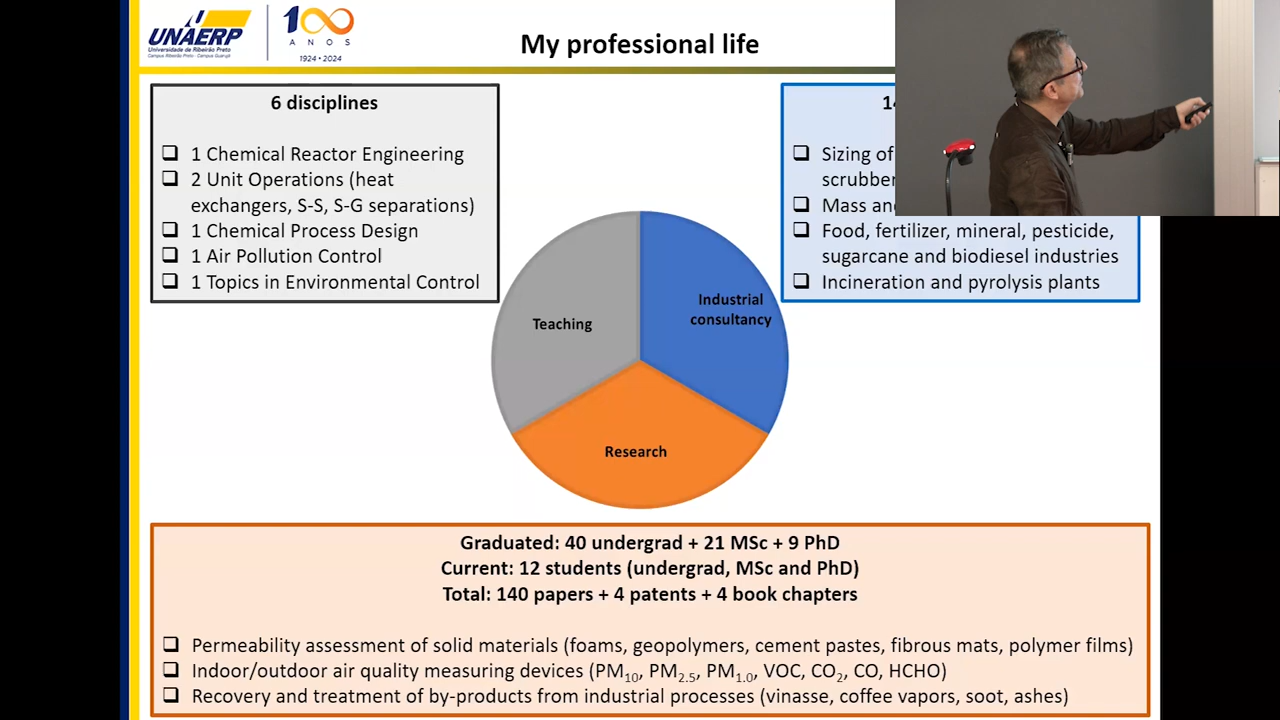 UNAERP
Universidade de Ribeirão Preto
Campus Ribeirão Preto - Campus Guarujá
100
ANOS
1924 • 2024
My professional life
6 disciplines
1 Chemical Reactor Engineering
2 Unit Operations (heat
exchangers, S-S, S-G separations)
1 Chemical Process Design
1 Air Pollution Control
1 Topics in Environmental Control
Sizing of
Mass
Food, fertilizer, mineral, pesticide,
sugarcane and biodiesel industries
Incineration and pyrolysis plants
Teaching
Industrial
consultancy
Research
Graduated: 40 undergrad + 21 MSc + 9 PhD
Current: 12 students (undergrad, MSc and PhD)
Total: 140 papers + 4 patents + 4 book chapters
Permeability assessment of solid materials (foams, geopolymers, cement pastes, fibrous mats, polymer films)
Indoor/outdoor air quality measuring devices (PM10, PM2.5, PM1.0, VOC, CO2, CO, HCHO)
Recovery and treatment of by-products from industrial processes (vinasse, coffee vapors, soot, ashes)